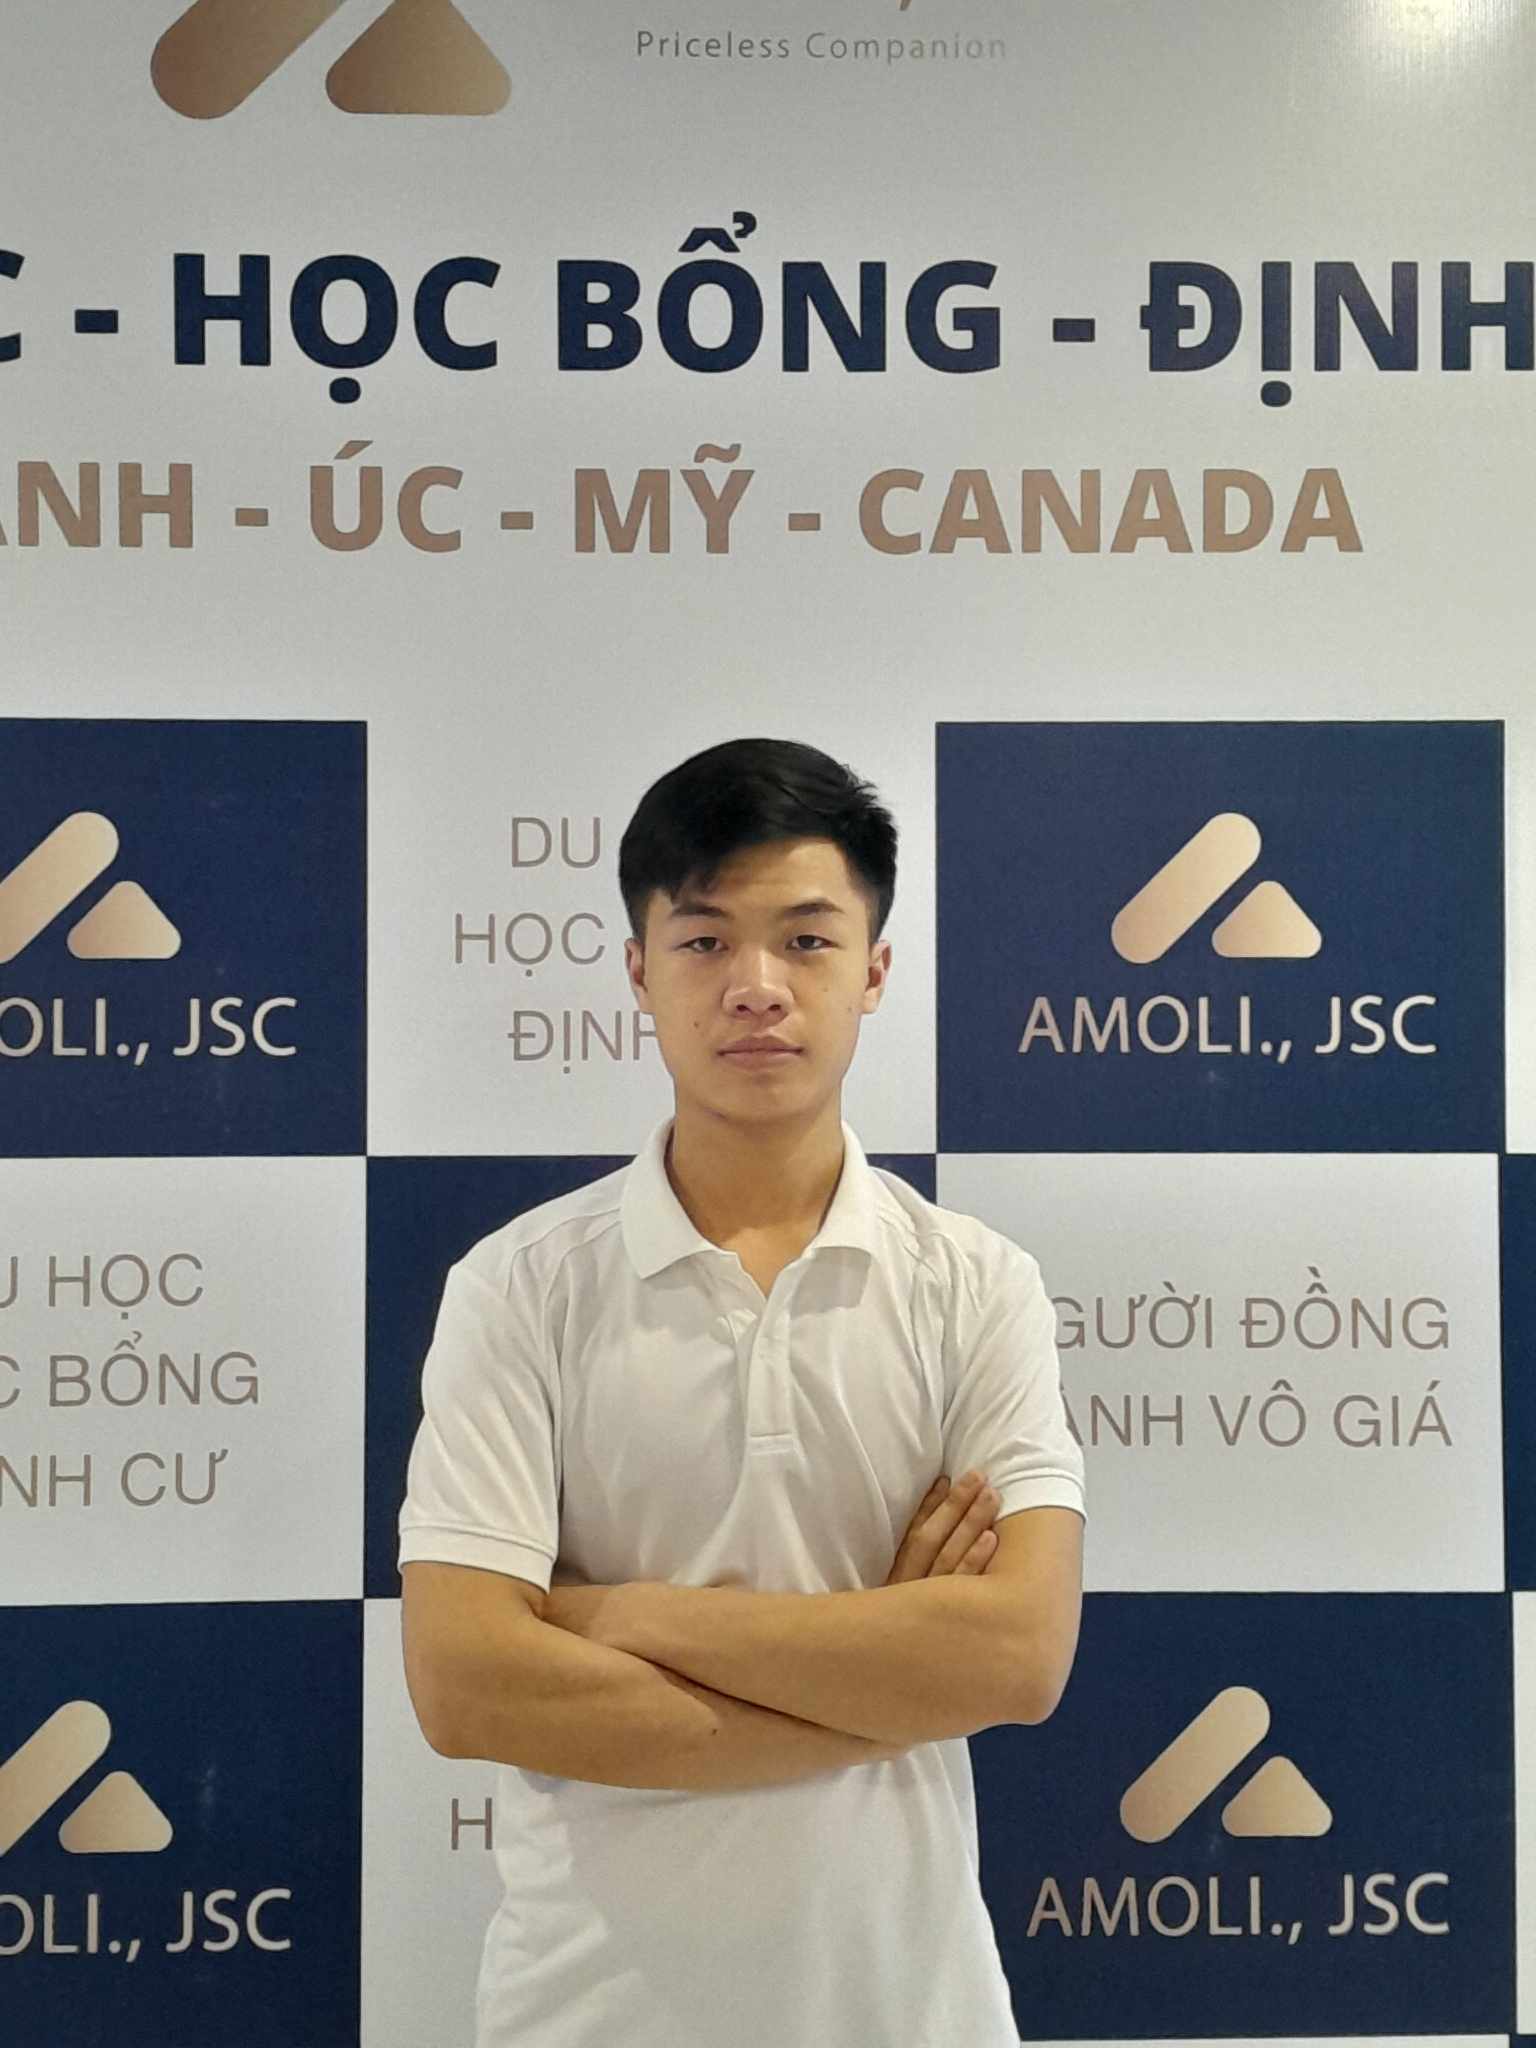 Priceless Companion
C - HỌC BỔNG - ĐỊNH
ANH - ÚC - MỸ - CANADA
DU
HỌC
ĐỊNH
AMOLI., JSC
OLI., JSC
U HỌC
C BỔNG
NH CƯ
GƯỜI ĐỒNG
ÀNH VÔ GIÁ
H
OLI., JSC
AMOLI., JSC